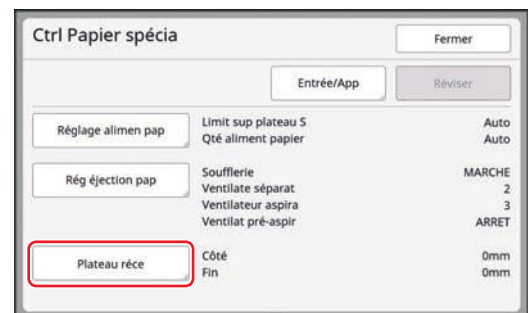 Ctrl Papier spécia
Fermer
Entrée/App
Réviser
Réglage alimen pap
Limit sup plateau S Auto
Qté aliment papier Auto
Rég éjection pap
Soufflerie MARCHE
Ventilate séparat 2
Ventilateur aspira 3
Ventilat pré-aspir ARRET
Plateau réce
Côté 0mm
Fin 0mm